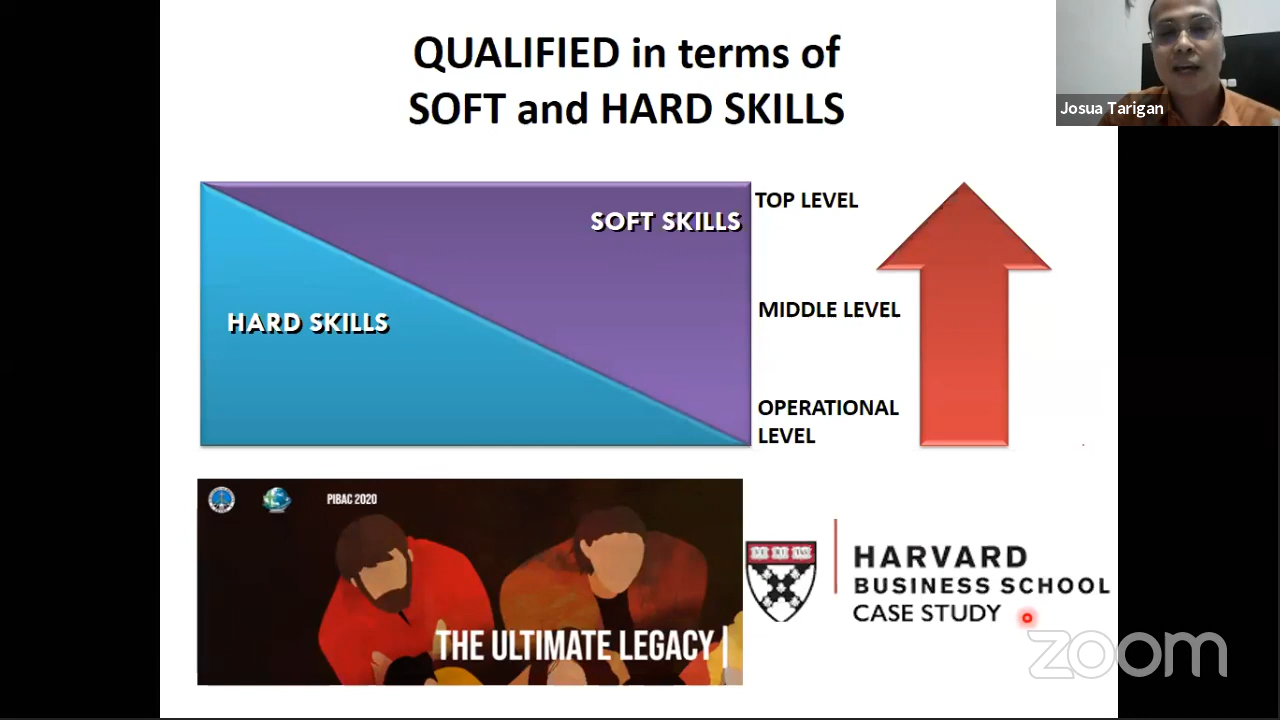 QUALIFIED in terms of
SOFT and HARD SKILLS
Josua Tarigan
TOP LEVEL
SOFT SKILLS
MIDDLE LEVEL
HARD SKILLS
OPERATIONAL
LEVEL
PIBAC 2020
THE ULTIMATE LEGACY |
HARVARD
BUSINESS SCHOOL
CASE STUDY
zoom